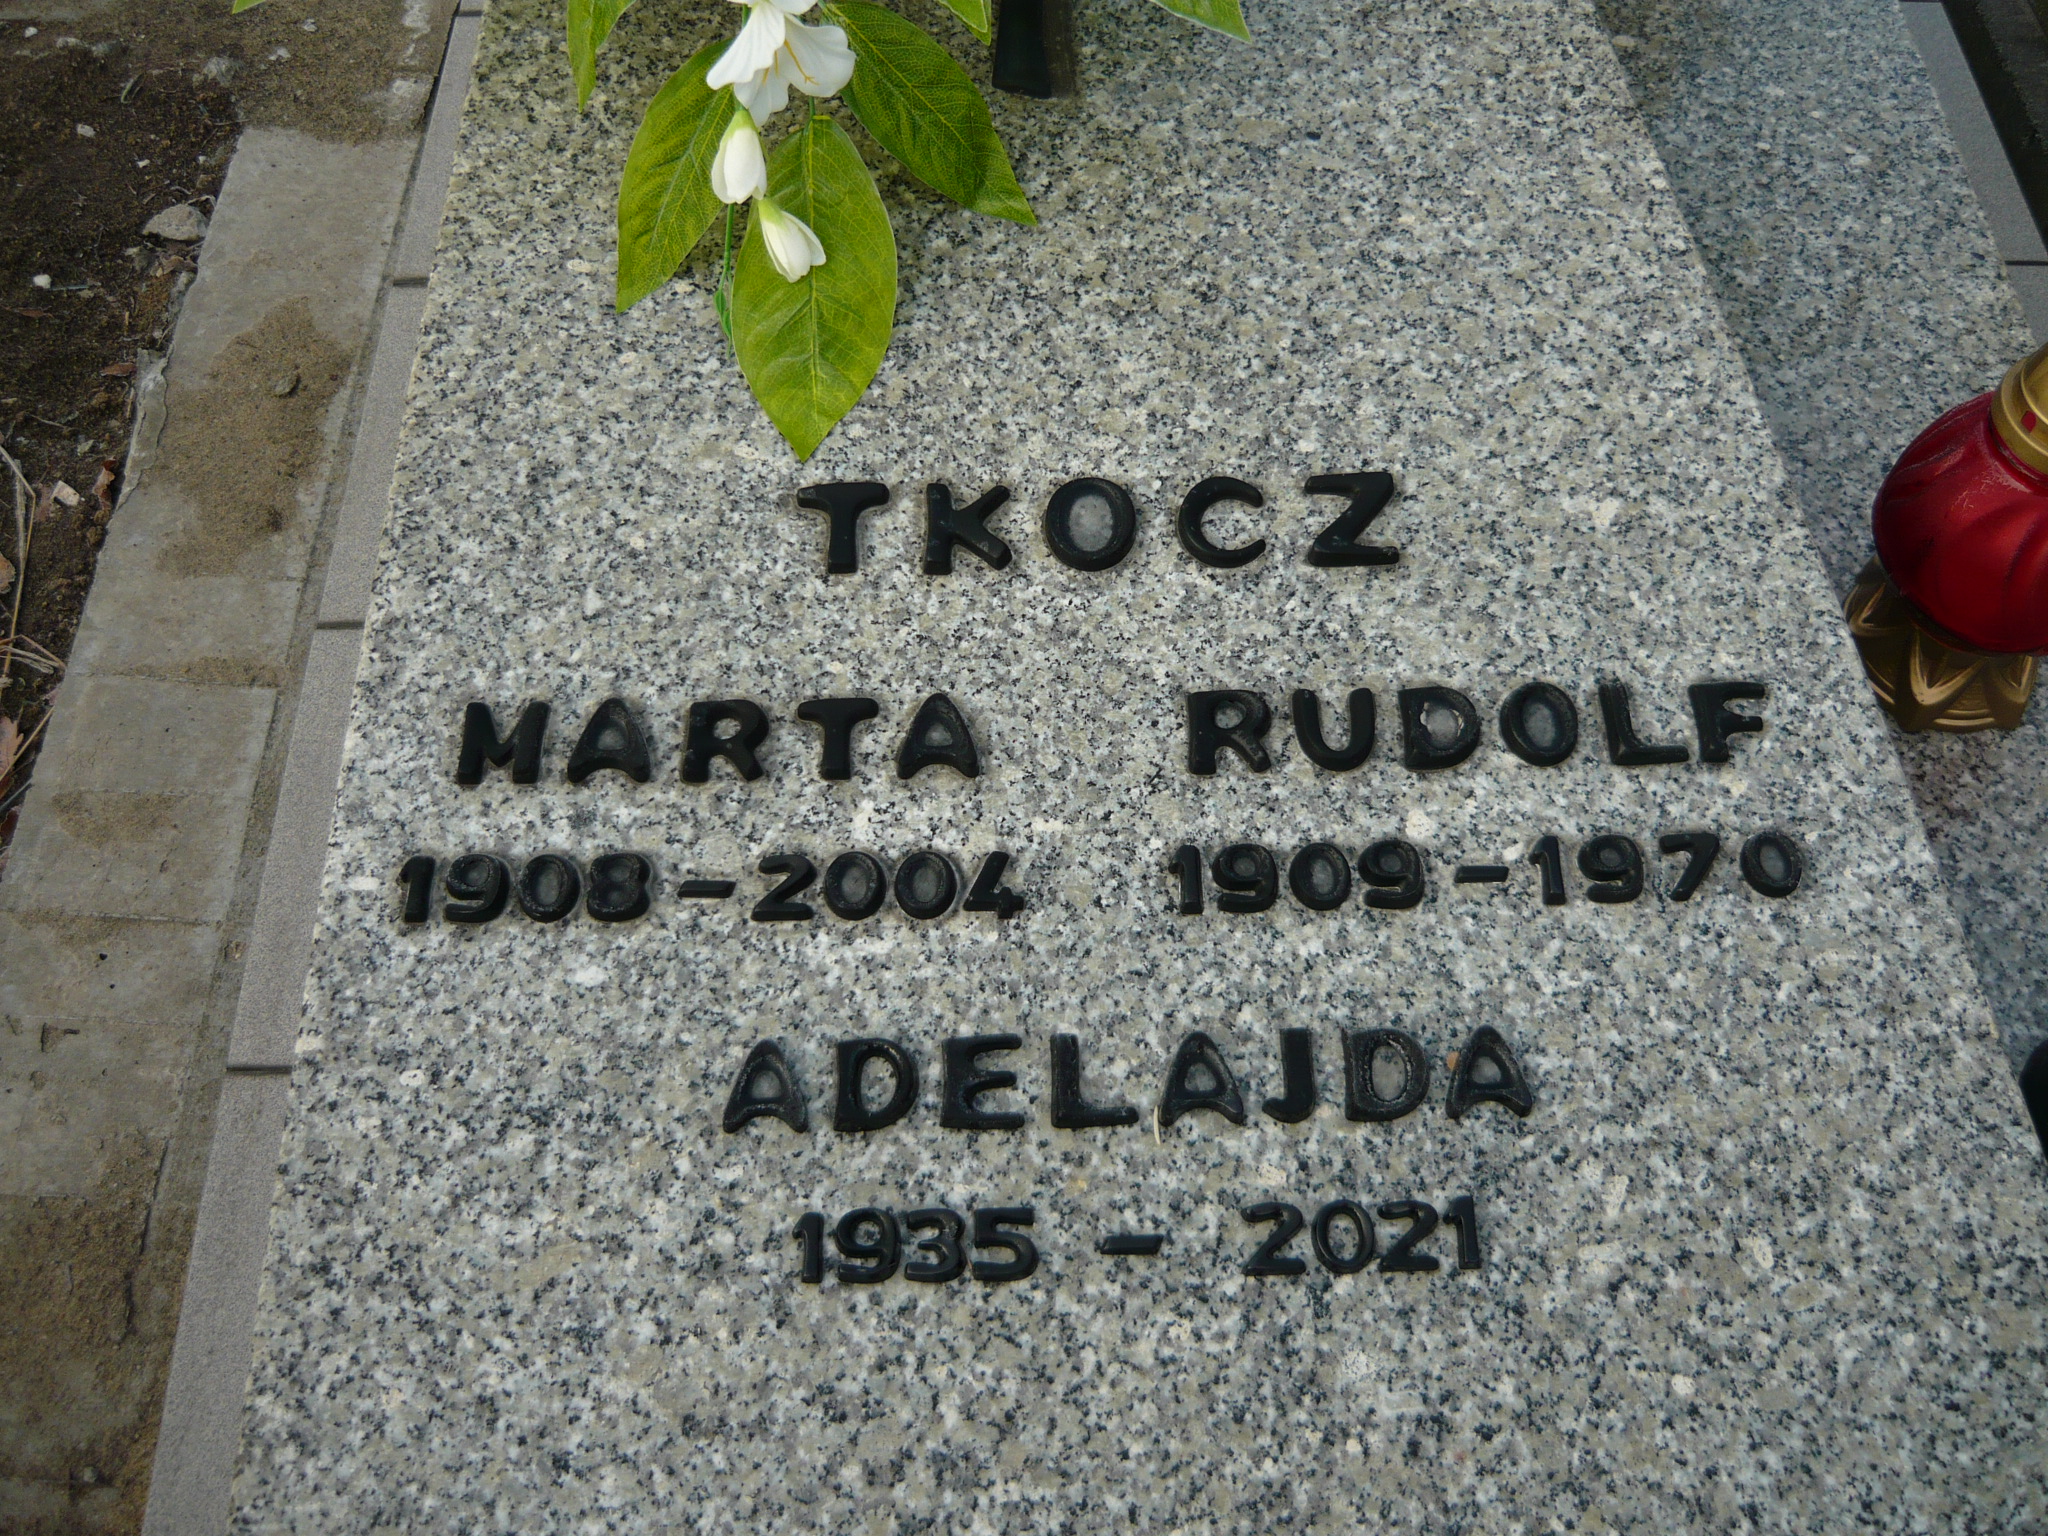 TKOCZ
MARTA RUDOLF
1908-2004 1909-1970
ADELAJDA
1935 - 2021